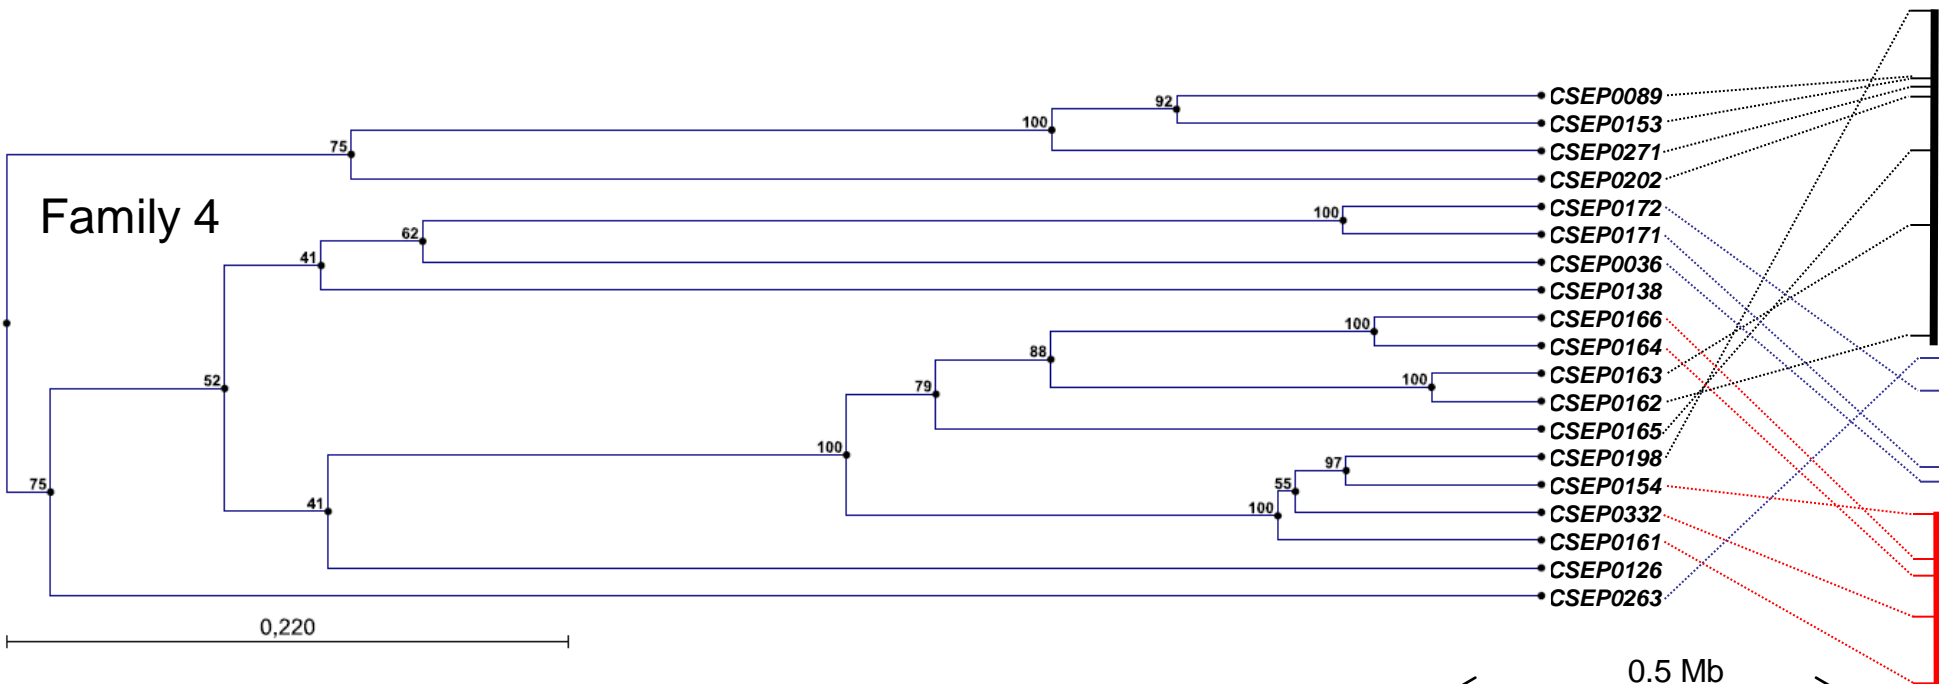 92
CSEP0089
100
CSEP0153
75
CSEP0271
CSEP0202
Family 4
100
CSEP0172
62
CSEP0171
41
CSEP0036
CSEP0138
100
CSEP0166
88
CSEP0164
100
CSEP0163
79
52
CSEP0162
100
CSEP0165
97
CSEP0198
75
55
CSEP0154
41
100
CSEP0332
CSEP0161
CSEP0126
CSEP0263
0,220
0.5 Mb